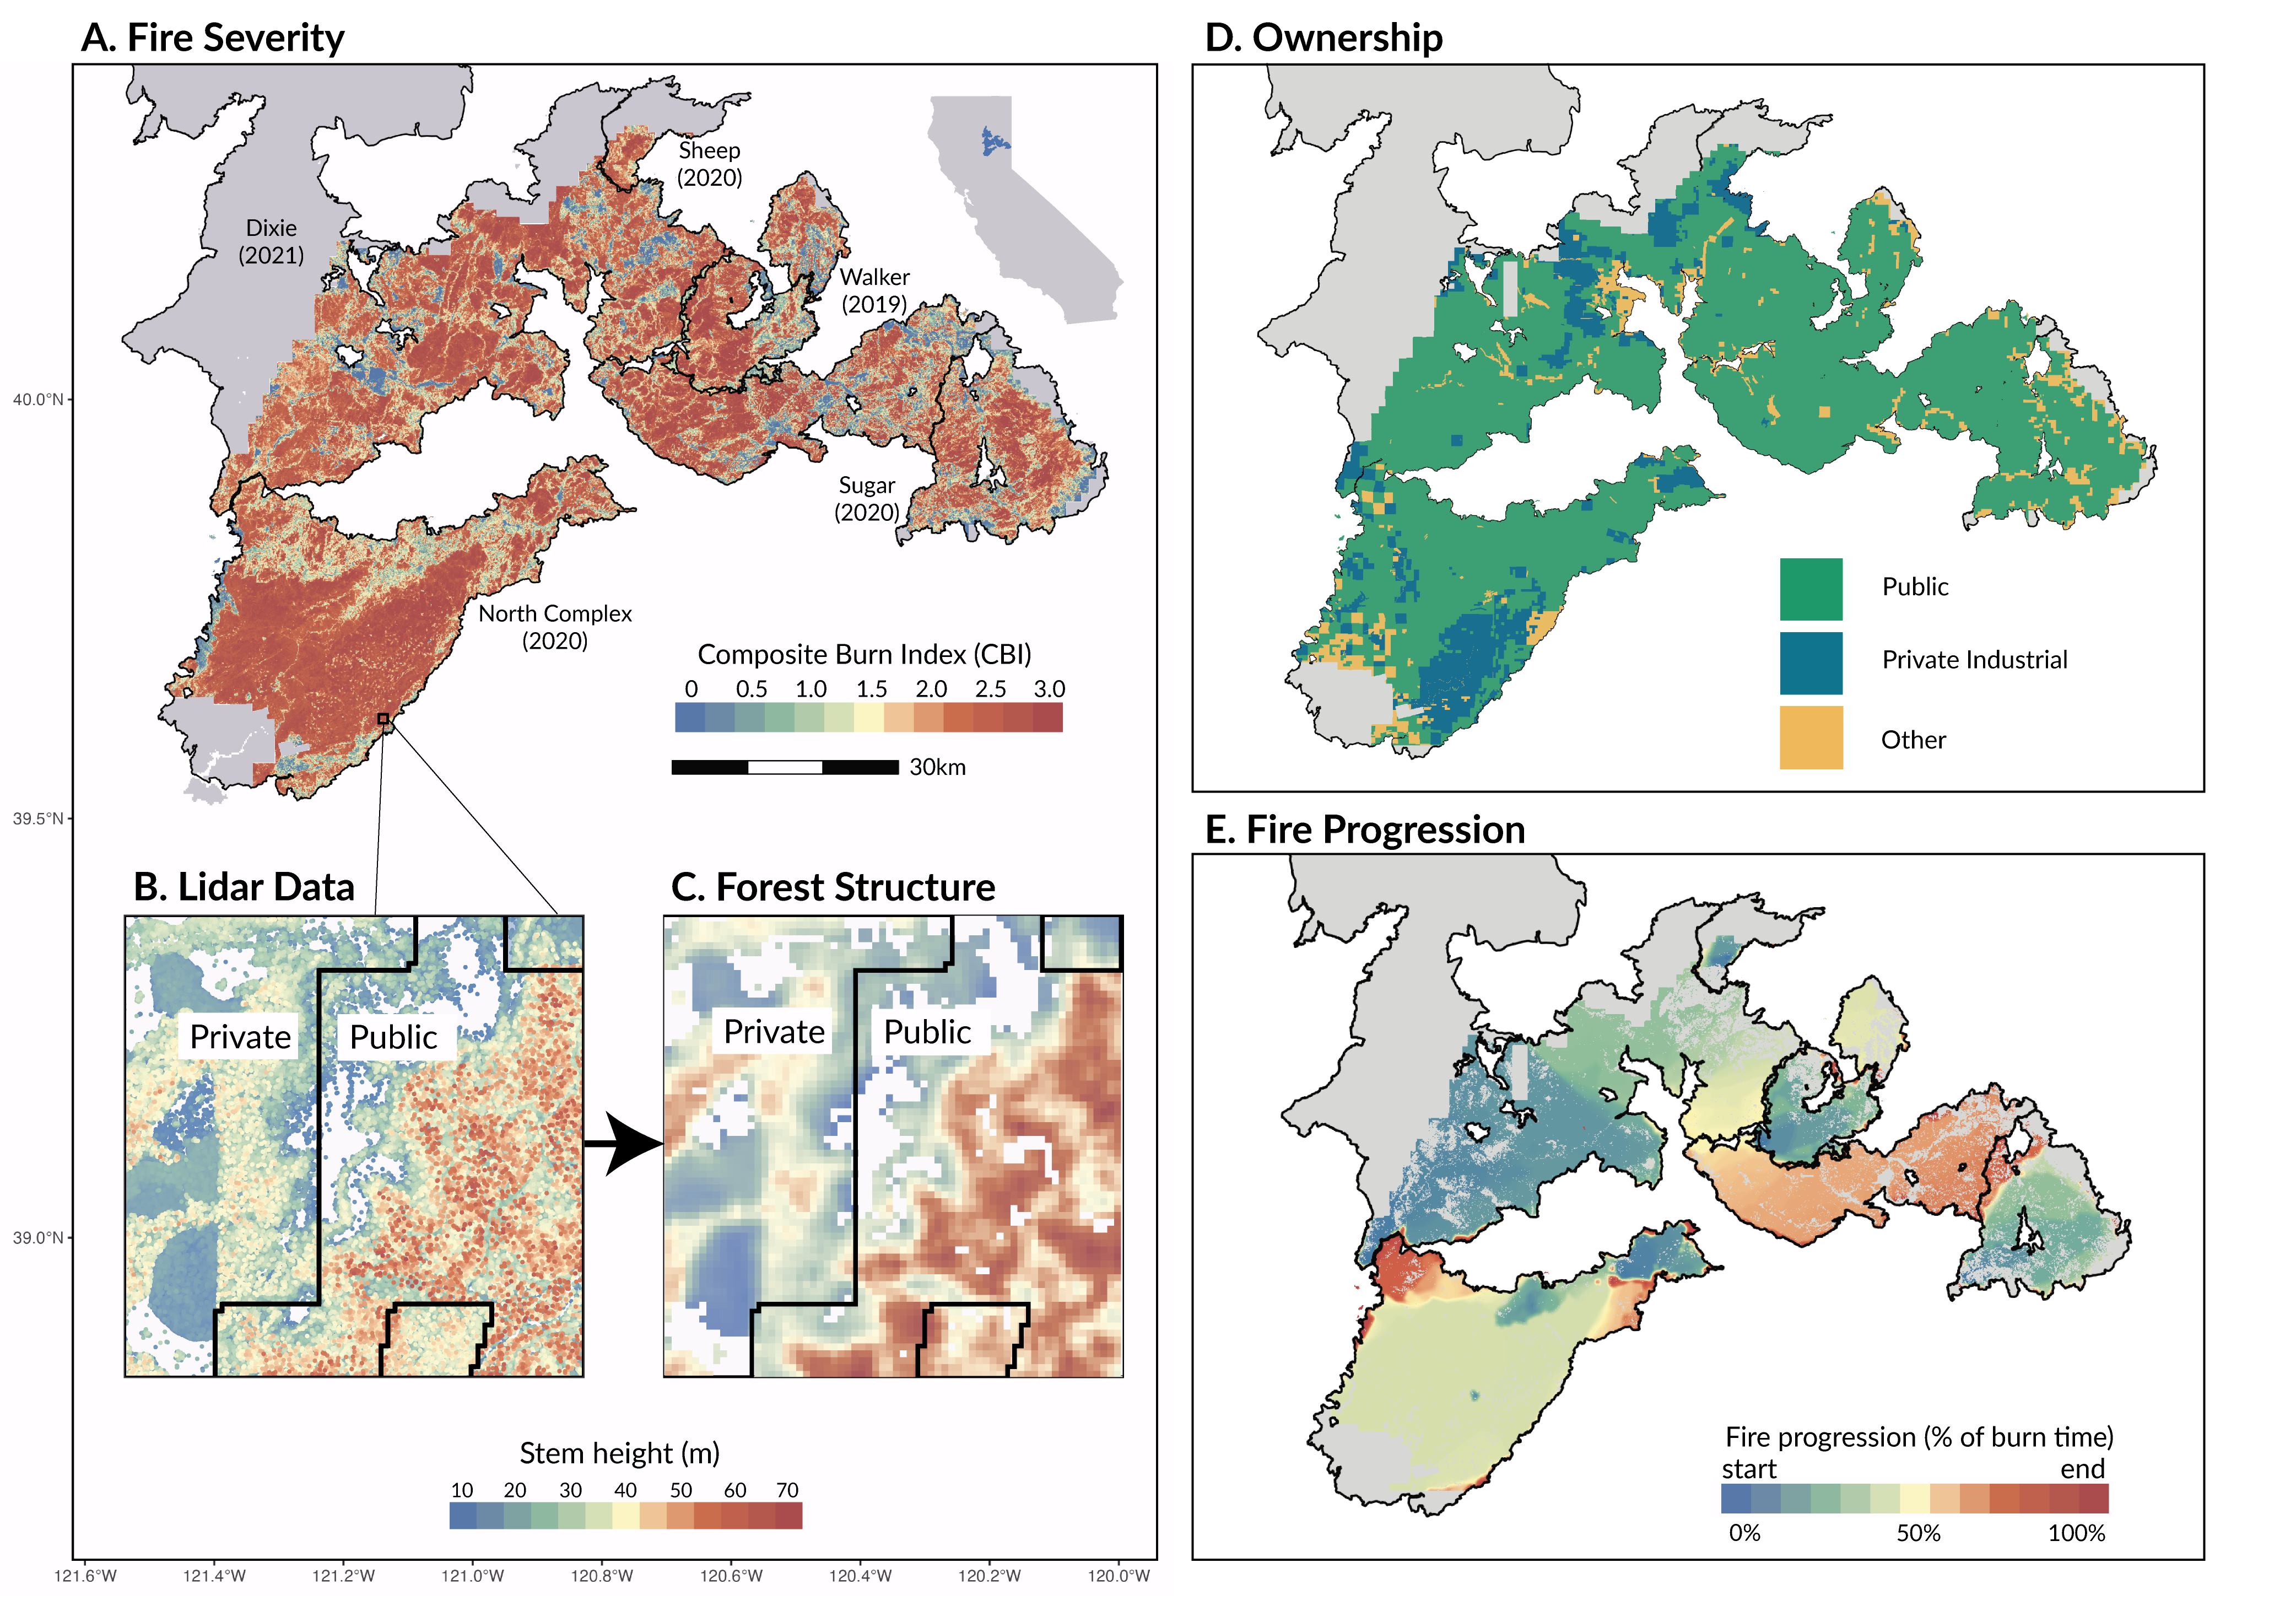 A. Fire Severity
Sheep
(2020)
Dixie
(2021)
Walker
(2019)
Sugar
(2020)
North Complex
(2020)
Composite Burn Index (CBI)
0 0.5 1.0 1.5 2.0 2.5 3.0
30km
40.0°N
39.5°N
39.0°N
B. Lidar Data
Private
Public
C. Forest Structure
Private
Public
Stem height (m)
10 20 30 40 50 60 70
121.6°W 121.4°W 121.2°W 121.0°W 120.8°W 120.6°W 120.4°W 120.2°W 120.0°W
D. Ownership
Public
Private Industrial
Other
E. Fire Progression
Fire progression (% of burn time)
start end
0% 50% 100%